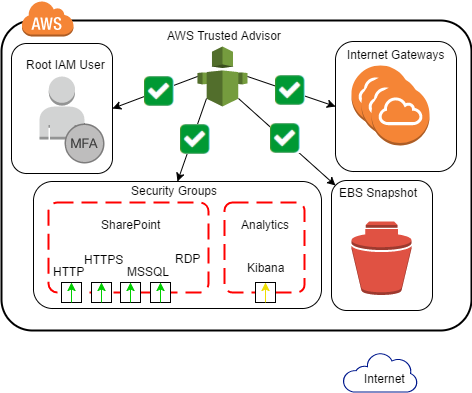 AWS
AWS Trusted Advisor
Root IAM User
MFA
Internet Gateways
Security Groups
SharePoint
HTTP
HTTPS
MSSQL
RDP
Analytics
Kibana
EBS Snapshot
Internet